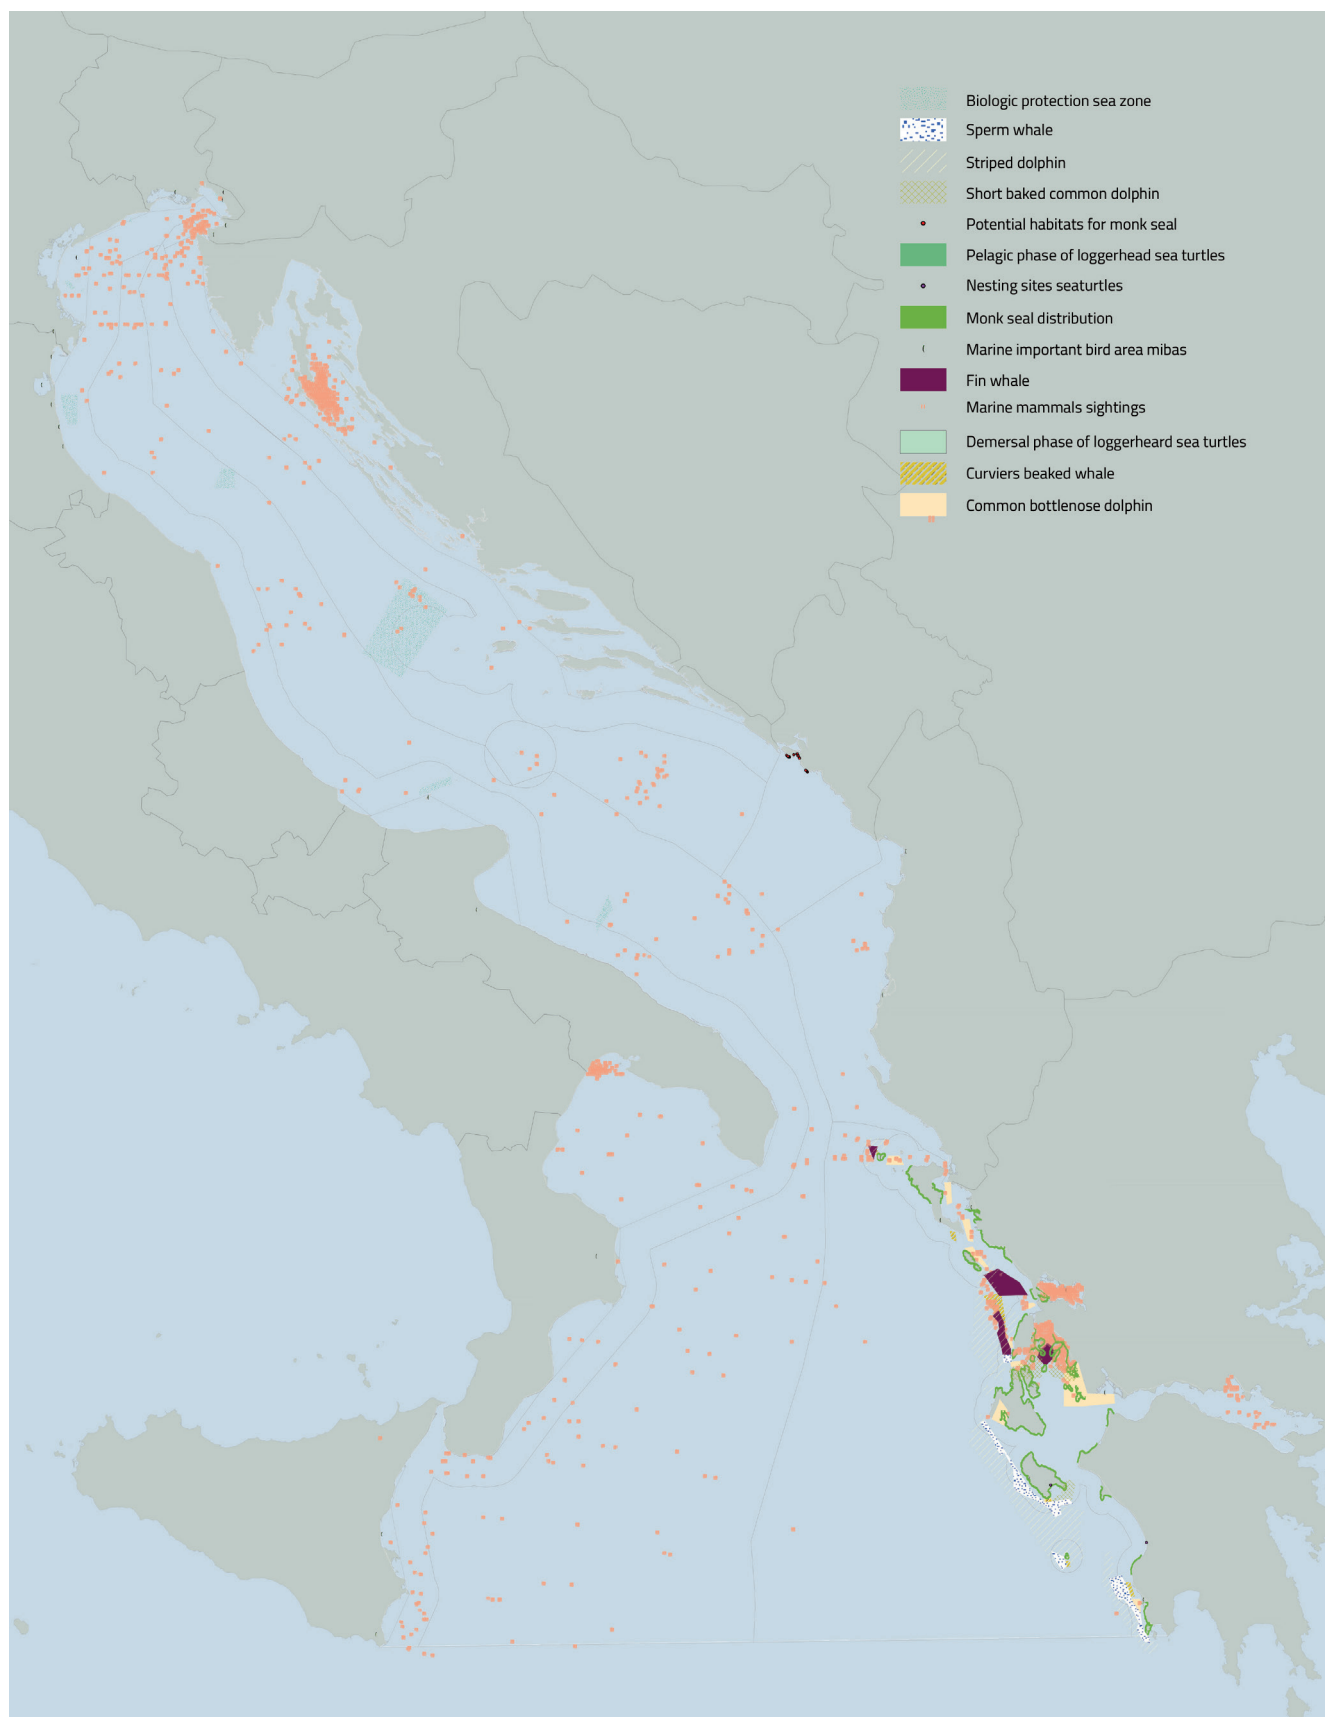 Biologic protection sea zone
Sperm whale
Striped dolphin
Short baked common dolphin
Potential habitats for monk seal
Pelagic phase of loggerhead sea turtles
Nesting sites seaturtles
Monk seal distribution
Marine important bird area mibas
Fin whale
Marine mammals sightings
Demersal phase of loggerheard sea turtles
Curviers beaked whale
Common bottlenose dolphin